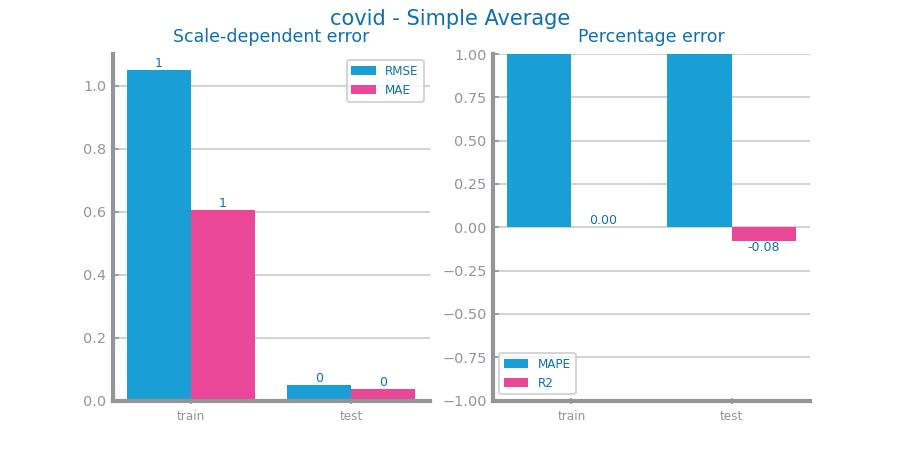 covid - Simple Average
Scale-dependent error
1.0
0.8
0.6
0.4
0.2
0.0
1
1
0
0
RMSE
MAE
train
test
Percentage error
1.00
0.75
0.50
0.25
0.00
−0.25
−0.50
−0.75
−1.00
0.00
-0.08
MAPE
R2
train
test